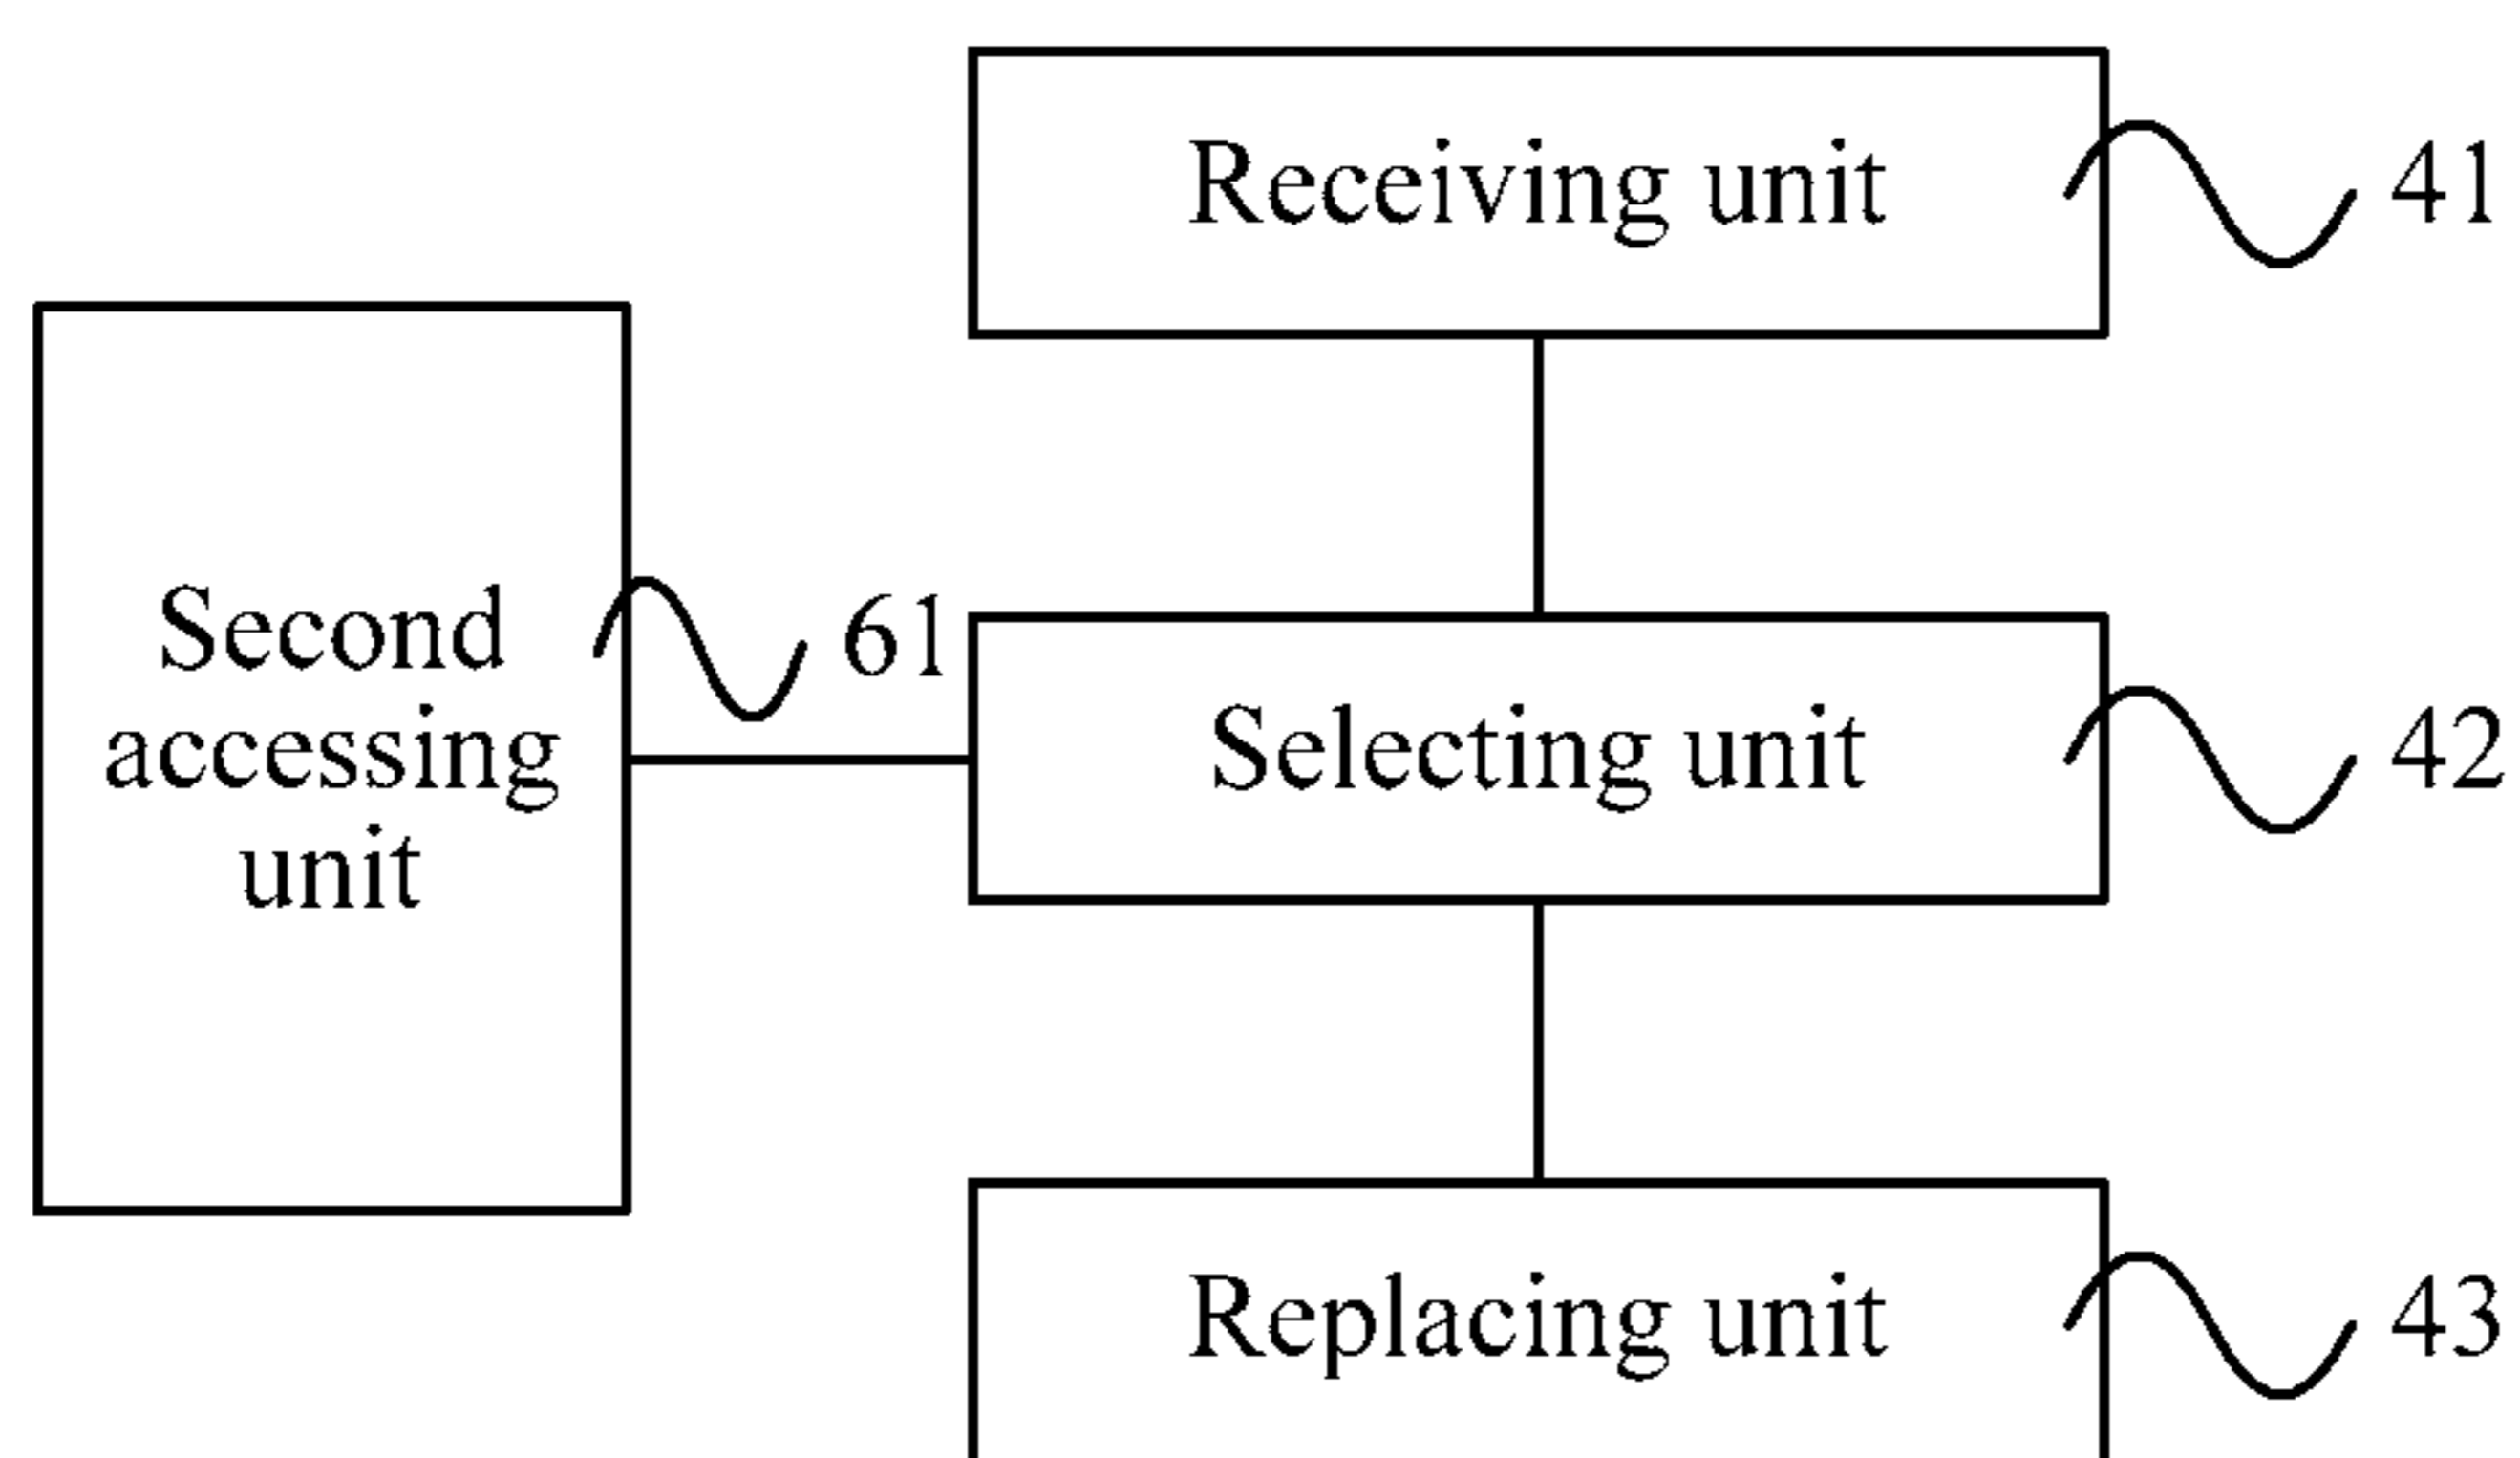 Receiving unit
41
Second
accessing
unit
61
Selecting unit
42
Replacing unit
43